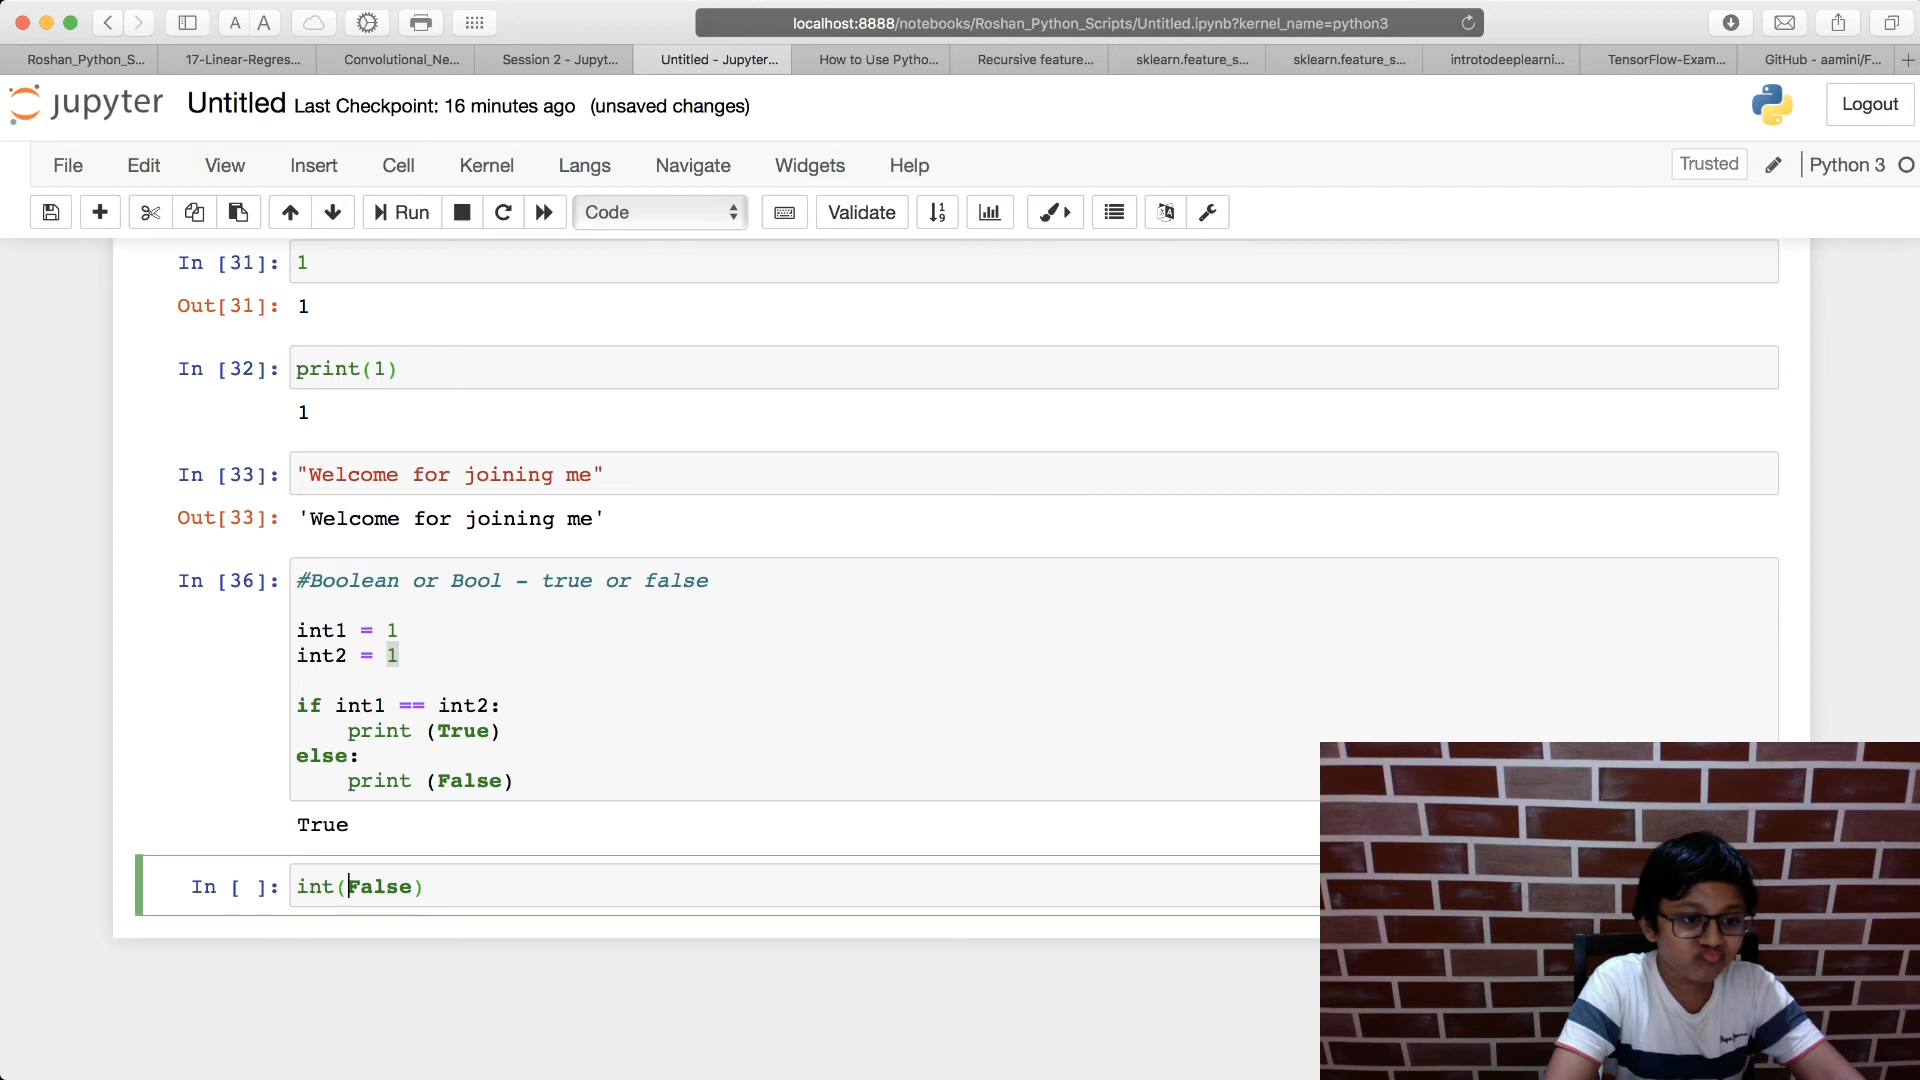 A A
localhost:8888/notebooks/Roshan_Python_Scripts/Untitled.ipynb?kernel_name=python3
Roshan_Python_S... 17-Linear-Regres... Convolutional_Ne... Session 2 - Jupyt... Untitled - Jupyter... How to Use Pytho... Recursive feature... sklearn.feature_s... sklearn.feature_s... introtodeeplearni... TensorFlow-Exam... GitHub - aamini/F...
jupyter Untitled Last Checkpoint: 16 minutes ago (unsaved changes) Logout
File Edit View Insert Cell Kernel Langs Navigate Widgets Help Trusted Python 3
Run Code Validate
In [31]: 1
Out[31]: 1
In [32]: print(1)
1
In [33]: "Welcome for joining me"
Out[33]: 'Welcome for joining me'
In [36]: #Boolean or Bool - true or false
int1 = 1
int2 = 1
if int1 == int2:
print (True)
else:
print (False)
True
In [ ]: int(False)